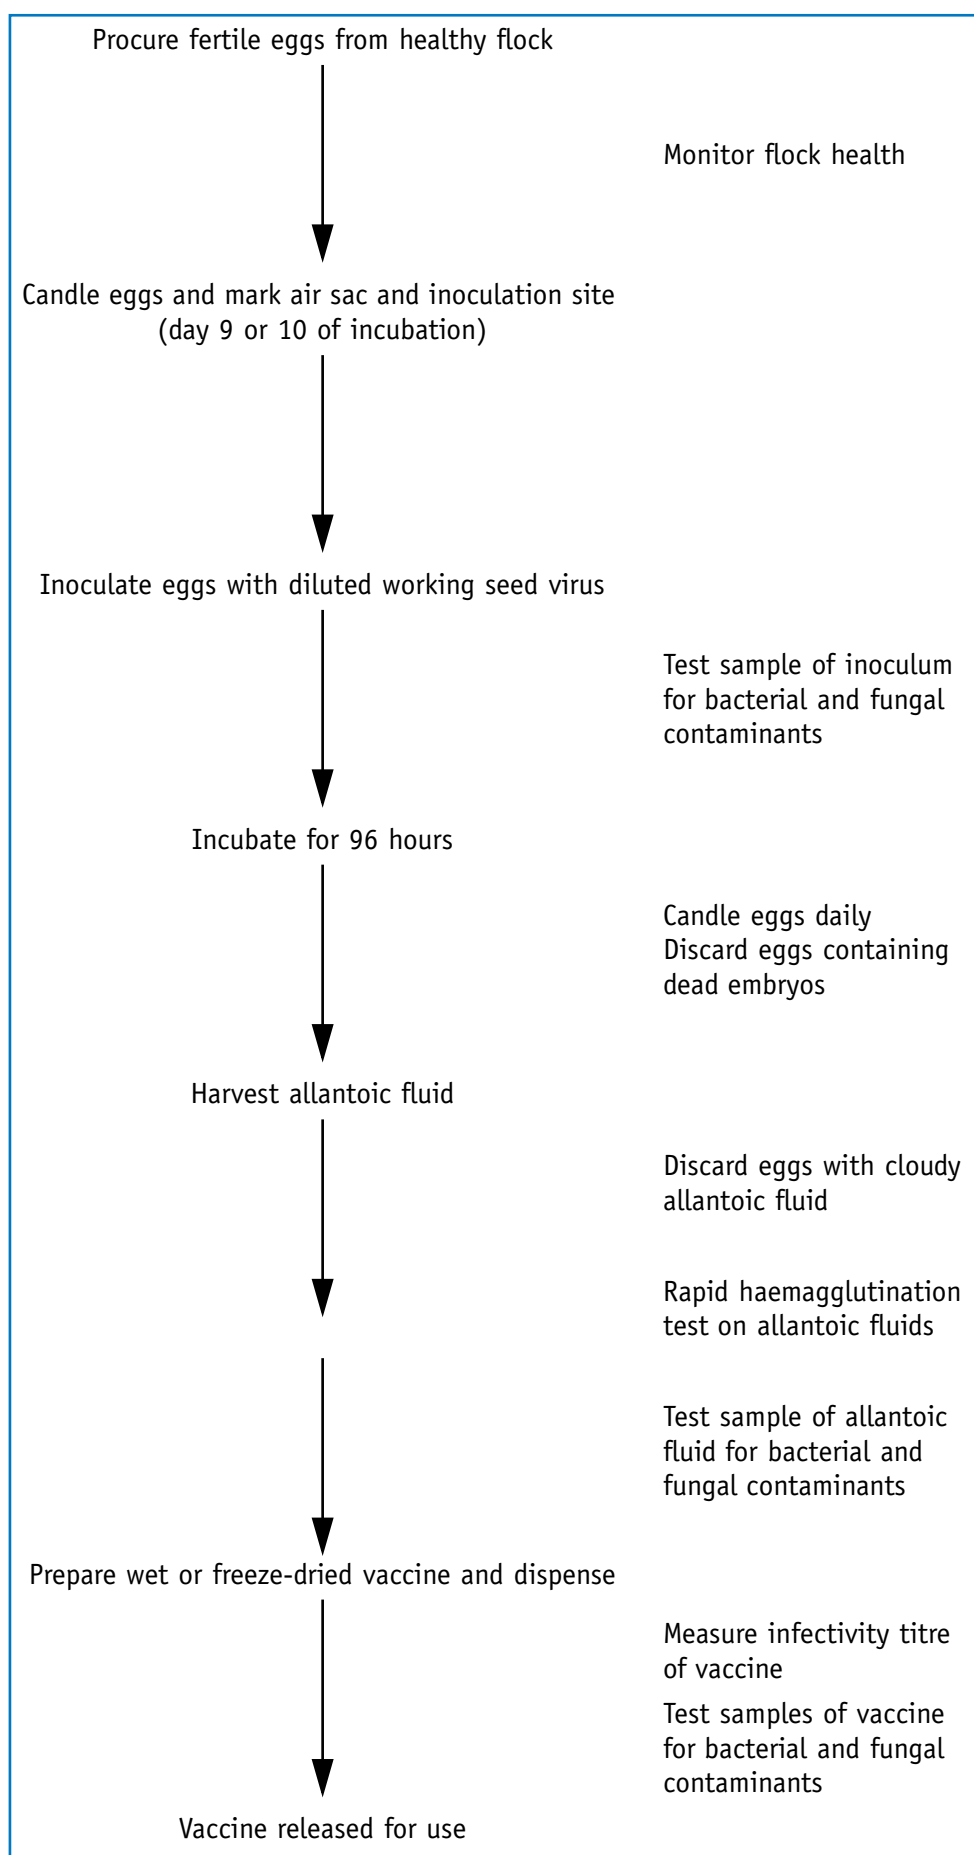 Procure fertile eggs from healthy flock
Monitor flock health
Candle eggs and mark air sac and inoculation site
(day 9 or 10 of incubation)
Inoculate eggs with diluted working seed virus
Test sample of inoculum
for bacterial and fungal
contaminants
Incubate for 96 hours
Candle eggs daily
Discard eggs containing
dead embryos
Harvest allantoic fluid
Discard eggs with cloudy
allantoic fluid
Rapid haemagglutination
test on allantoic fluids
Test sample of allantoic
fluid for bacterial and
fungal contaminants
Prepare wet or freeze-dried vaccine and dispense
Measure infectivity titre
of vaccine
Test samples of vaccine
for bacterial and fungal
contaminants
Vaccine released for use